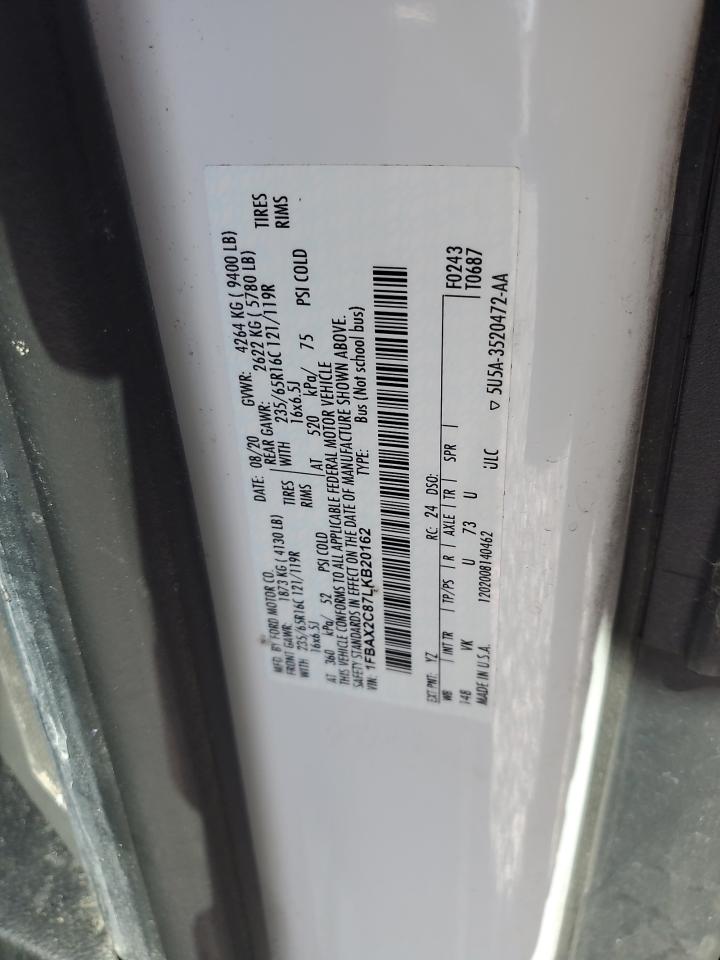 MFD. BY FORD MOTOR CO. DATE: 08/20 GVWR: 4264 KG ( 9400 LB)
FRONT GAWR: 1873 KG ( 4130 LB) REAR GAWR: 2622 KG ( 5780 LB)
WITH 235/65R16C 121/119R TIRES WITH 235/65R16C 121/119R TIRES
16x6.5J RIMS 16x6.5J RIMS
AT 360 kPa/ 52 PSI COLD AT 520 kPa/ 75 PSI COLD
THIS VEHICLE CONFORMS TO ALL APPLICABLE FEDERAL MOTOR VEHICLE
SAFETY STANDARDS IN EFFECT ON THE DATE OF MANUFACTURE SHOWN ABOVE.
VIN: 1FBAX2C87LKB20162 TYPE: Bus (Not school bus)
EXT PNT: YZ RC: 24 DSO: F0243
WB INT TR TP/PS R AXLE TR SPR T0687
148 VK U 73 U
MADE IN U.S.A. 1202008140462 ULC ▽ 5U5A-3520472-AA